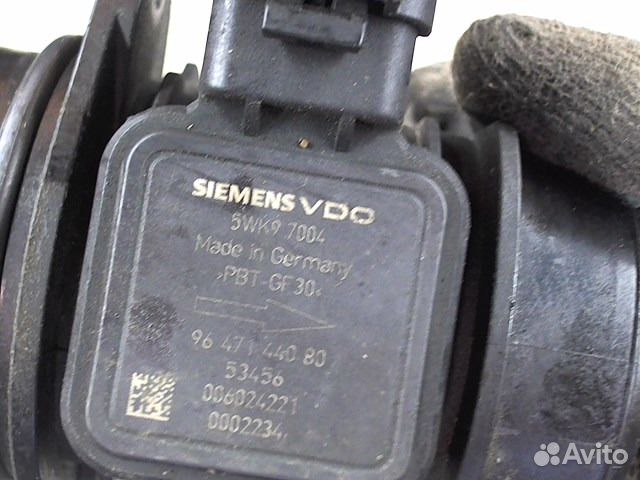 SIEMENS VDO
5WK9 7004
Made in Germany
>PBT-GF30<
96 471 440 80
53456
006024221
0002234
Avito